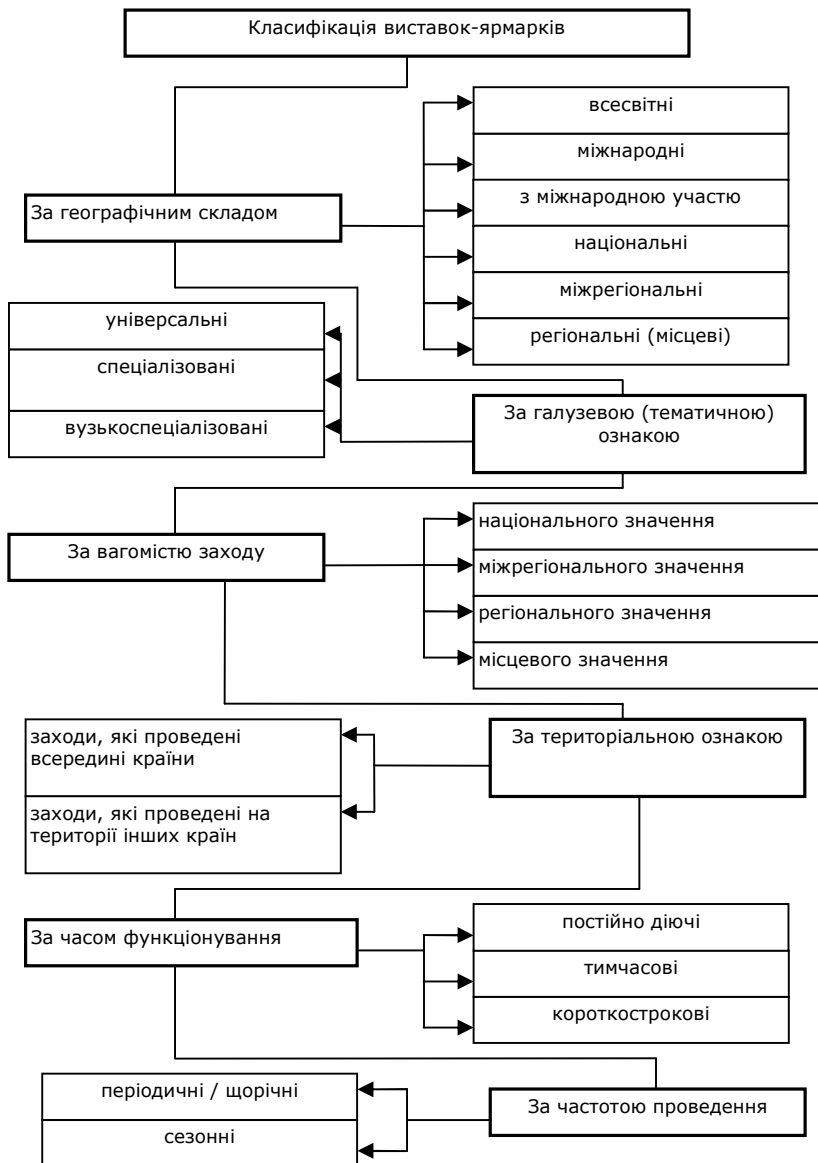 Класифікація виставок-ярмарків
всесвітні
міжнародні
з міжнародною участю
національні
міжрегіональні
регіональні (місцеві)
За географічним складом
універсальні
спеціалізовані
вузькоспеціалізовані
За галузевою (тематичною)
ознакою
національного значення
міжрегіонального значення
регіонального значення
місцевого значення
За вагомістю заходу
За територіальною ознакою
заходи, які проведені
всередині країни
заходи, які проведені на
території інших країн
За часом функціонування
постійно діючі
тимчасові
короткострокові
періодичні / щорічні
сезонні
За частотою проведення